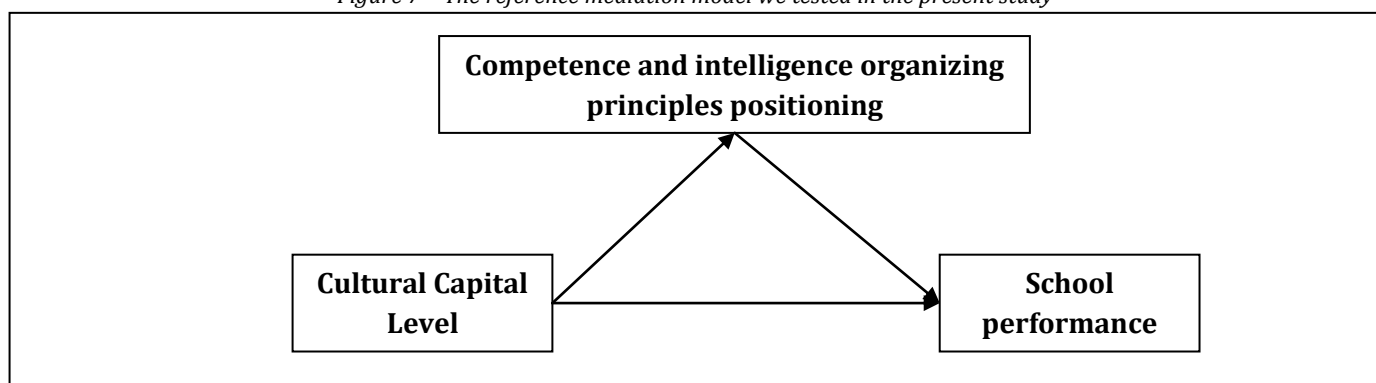 Figure 7 – The reference mediation model we tested in the present study
Competence and intelligence organizing
principles positioning
Cultural Capital
Level
School
performance